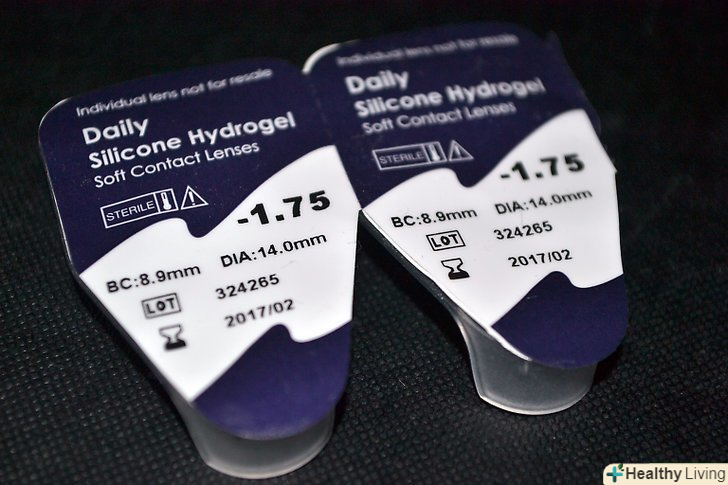 Individual lens not for resale
Daily
Silicone Hydrogel
Soft Contact Lenses
STERILE
-1.75
BC:8.9mm DIA:14.0mm
LOT 324265
2017/02
Individual lens not for resale
Daily
Silicone Hydrogel
Soft Contact Lenses
STERILE
-1.75
BC:8.9mm DIA:14.0mm
LOT 324265
2017/02
Healthy Living